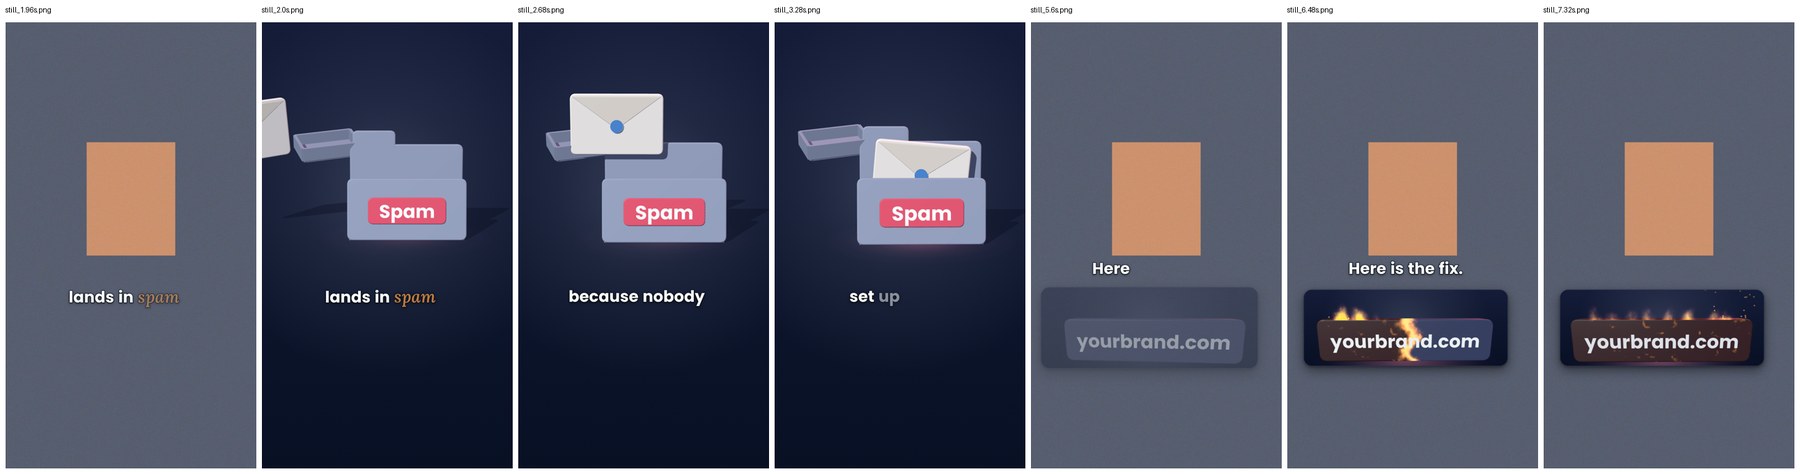 still_1.96s.png
still_2.0s.png
still_2.68s.png
still_3.28s.png
still_5.6s.png
still_6.48s.png
still_7.32s.png
lands in spam
Spam
lands in spam
Spam
because nobody
Spam
set up
Here
yourbrand.com
Here is the fix.
yourbrand.com
yourbrand.com